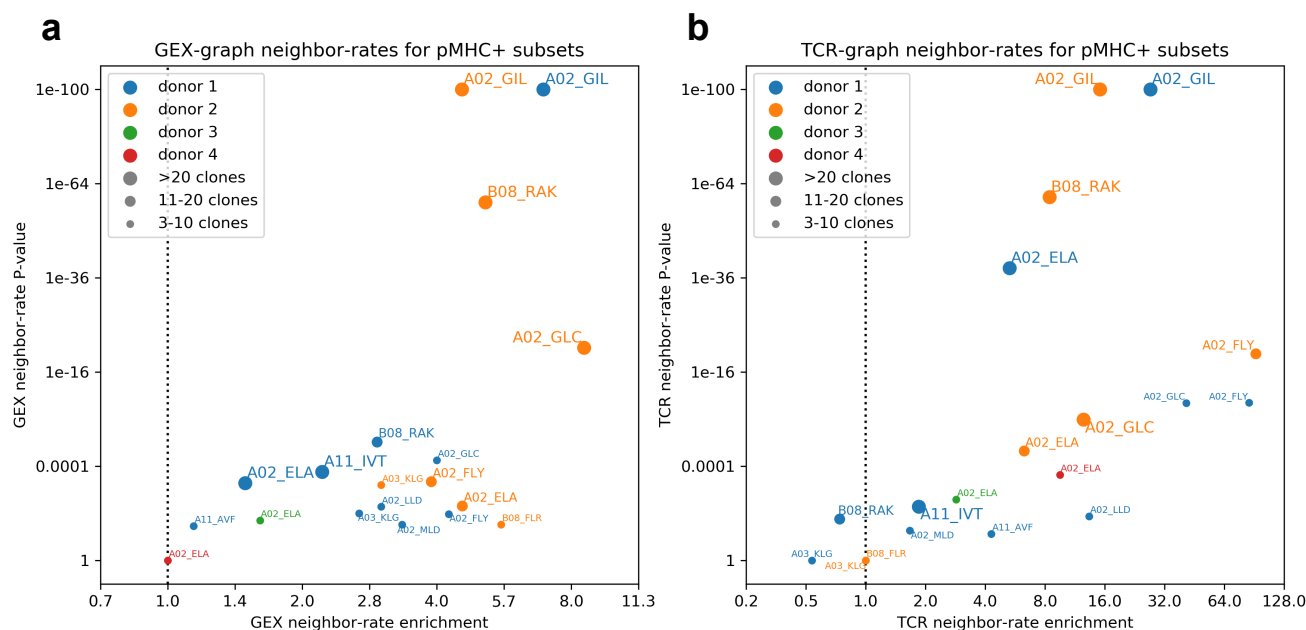 a
GEX-graph neighbor-rates for pMHC+ subsets
donor 1
donor 2
donor 3
donor 4
>20 clones
11-20 clones
3-10 clones
A02_GIL
A02_GIL
B08_RAK
A02_GLC
B08_RAK
A02_GLC
A11_IVT
A02_ELA
A03_KLG
A02_FLY
A02_LLD
A02_ELA
A03_KLG
A02_MLD
A02_FLY
B08_FLR
A11_AVF
A02_ELA
A02_ELA
1e-100
1e-64
1e-36
1e-16
0.0001
1
GEX neighbor-rate P-value
0.7
1.0
1.4
2.0
2.8
4.0
5.7
8.0
11.3
GEX neighbor-rate enrichment
b
TCR-graph neighbor-rates for pMHC+ subsets
donor 1
donor 2
donor 3
donor 4
>20 clones
11-20 clones
3-10 clones
A02_GIL
A02_GIL
B08_RAK
A02_ELA
A02_FLY
A02_GLC
A02_FLY
A02_GLC
A02_ELA
A02_ELA
A02_ELA
B08_RAK
A11_IVT
A02_LLD
A02_MLD
A11_AVF
A03_KLG
B08_FLR
A03_KLG
1e-100
1e-64
1e-36
1e-16
0.0001
1
TCR neighbor-rate P-value
0.2
0.5
1.0
2.0
4.0
8.0
16.0
32.0
64.0
128.0
TCR neighbor-rate enrichment